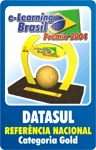 e-Learning
Brasil
Prêmio 2004
DATASUL
REFERÊNCIA NACIONAL
Categoria Gold